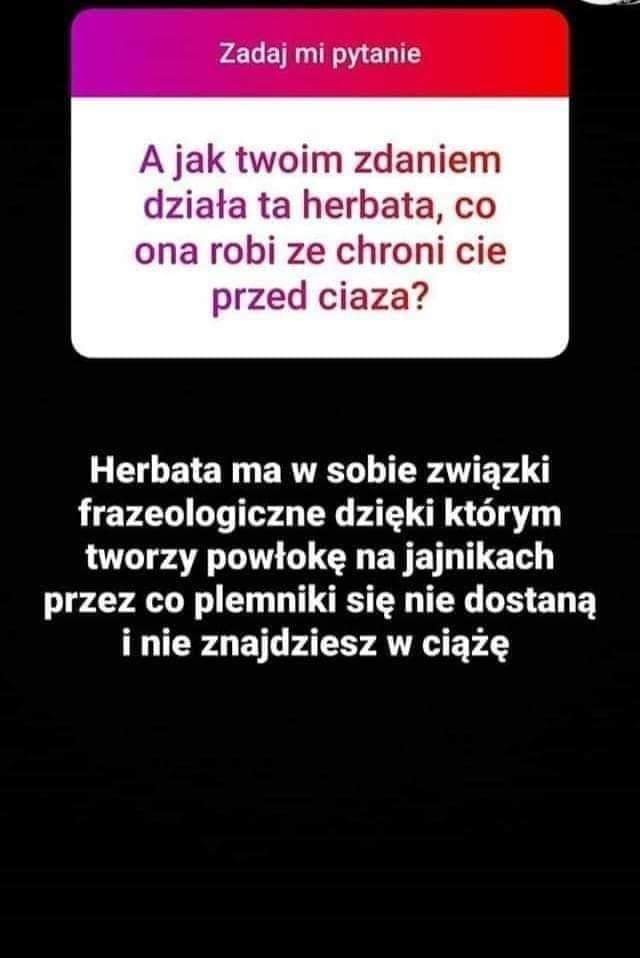 Zadaj mi pytanie
A jak twoim zdaniem
działa ta herbata, co
ona robi ze chroni cie
przed ciaza?
Herbata ma w sobie związki
frazeologiczne dzięki którym
tworzy powłokę na jajnikach
przez co plemniki się nie dostaną
i nie znajdziesz w ciążę